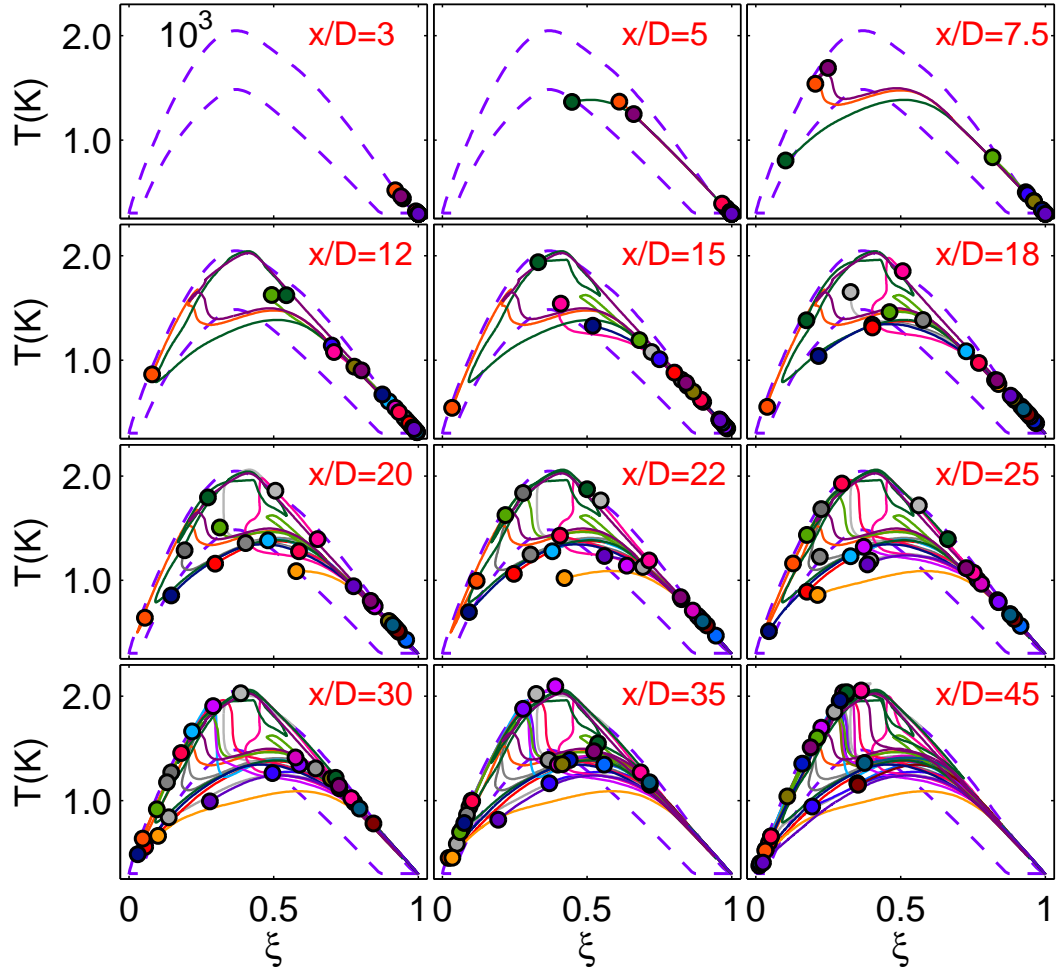 10^3
x/D=3
x/D=5
x/D=7.5
T(K)
2.0
1.0
x/D=12
x/D=15
x/D=18
T(K)
2.0
1.0
x/D=20
x/D=22
x/D=25
T(K)
2.0
1.0
x/D=30
x/D=35
x/D=45
T(K)
2.0
1.0
0 0.5 1 0 0.5 1 0 0.5 1
ξ ξ ξ